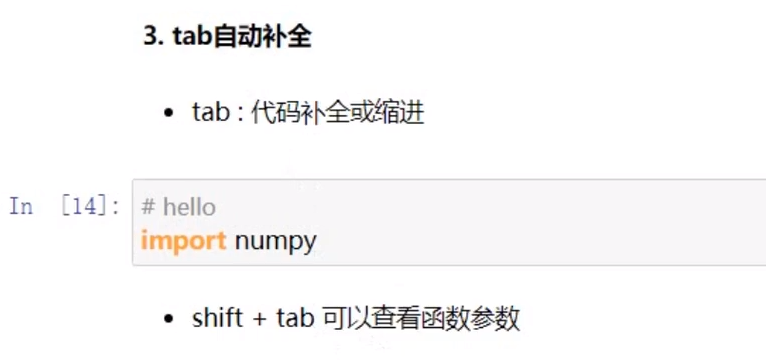 3. tab自动补全
• tab : 代码补全或缩进
In [14]: # hello
import numpy
• shift + tab 可以查看函数参数